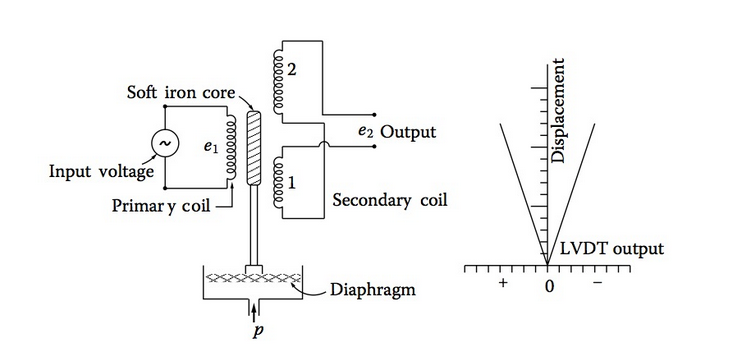 Soft iron core
2
e1
e2 Output
Input voltage
1
Primary coil
Secondary coil
Diaphragm
p
Displacement
LVDT output
+ 0 −